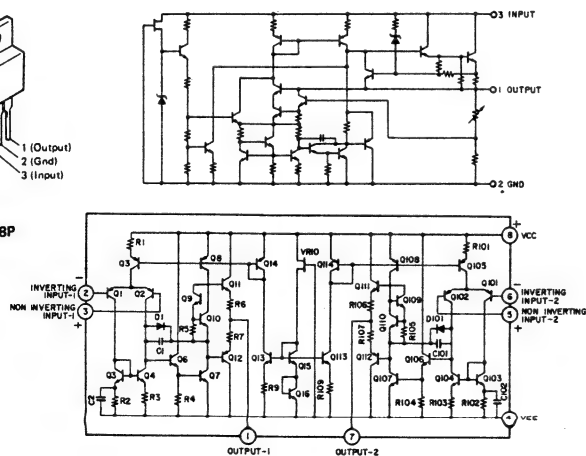 3 INPUT
1 OUTPUT
2 GND
1 (Output)
2 (Gnd)
3 (Input)
8P
8 VCC
R1
Q3
Q8
Q14
VR10
Q114
Q108
R101
Q105
2 INVERTING INPUT-1
3 NON INVERTING INPUT-1
Q1
Q2
Q9
Q11
Q111
Q109
Q102
Q101
6 INVERTING INPUT-2
5 NON INVERTING INPUT-2
D1
R5
Q10
R6
R106
Q110
R105
D101
C1
R7
R107
C101
Q3
Q4
Q6
Q7
Q12
Q13
Q15
Q113
Q112
Q107
Q106
Q104
Q103
C2
R2
R3
R4
R9
Q16
R109
R104
R103
R102
C102
4 VEE
1
7
OUTPUT-1
OUTPUT-2